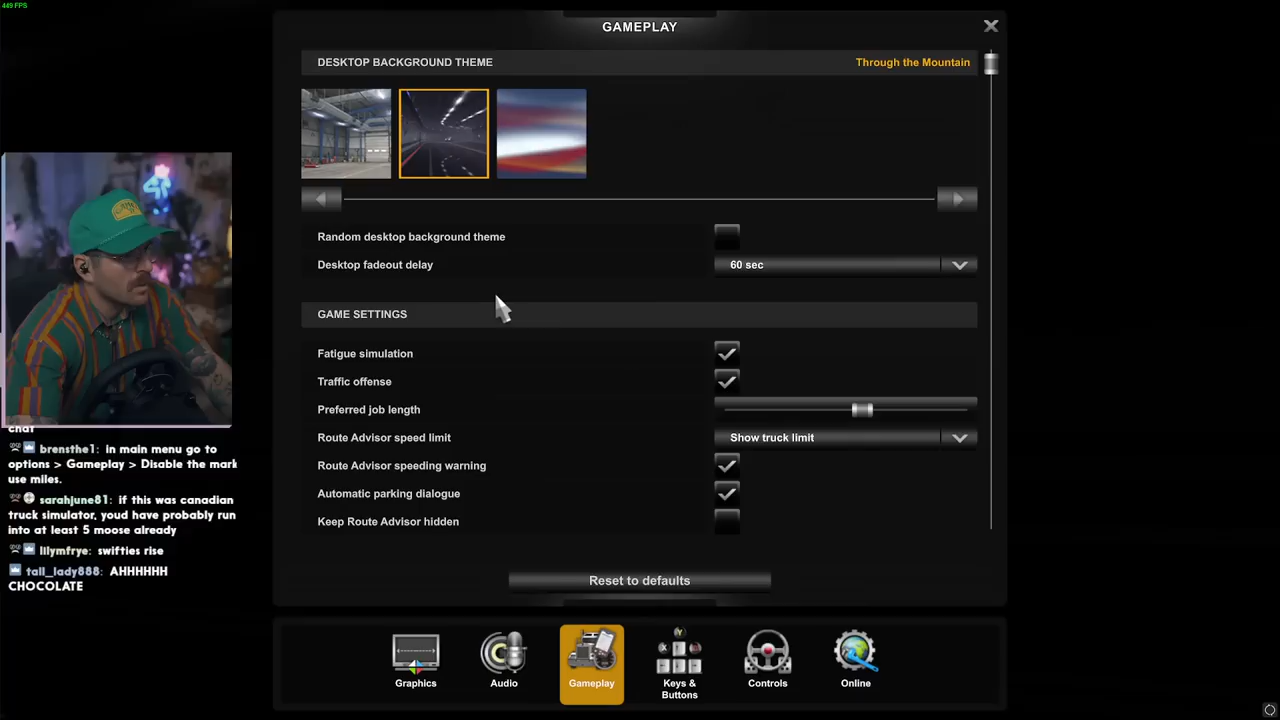 449 FPS
GAMEPLAY
DESKTOP BACKGROUND THEME
Through the Mountain
Random desktop background theme
Desktop fadeout delay
60 sec
GAME SETTINGS
Fatigue simulation
Traffic offense
Preferred job length
Route Advisor speed limit
Show truck limit
Route Advisor speeding warning
Automatic parking dialogue
Keep Route Advisor hidden
Reset to defaults
Graphics
Audio
Gameplay
Keys &
Buttons
Controls
Online
chat
brensthe1: in main menu go to
options > Gameplay > Disable the mark
use miles.
sarahjune81: if this was canadian
truck simulator, youd have probably run
into at least 5 moose already
lilymfrye: swifties rise
tall_lady888: AHHHHHH
CHOCOLATE